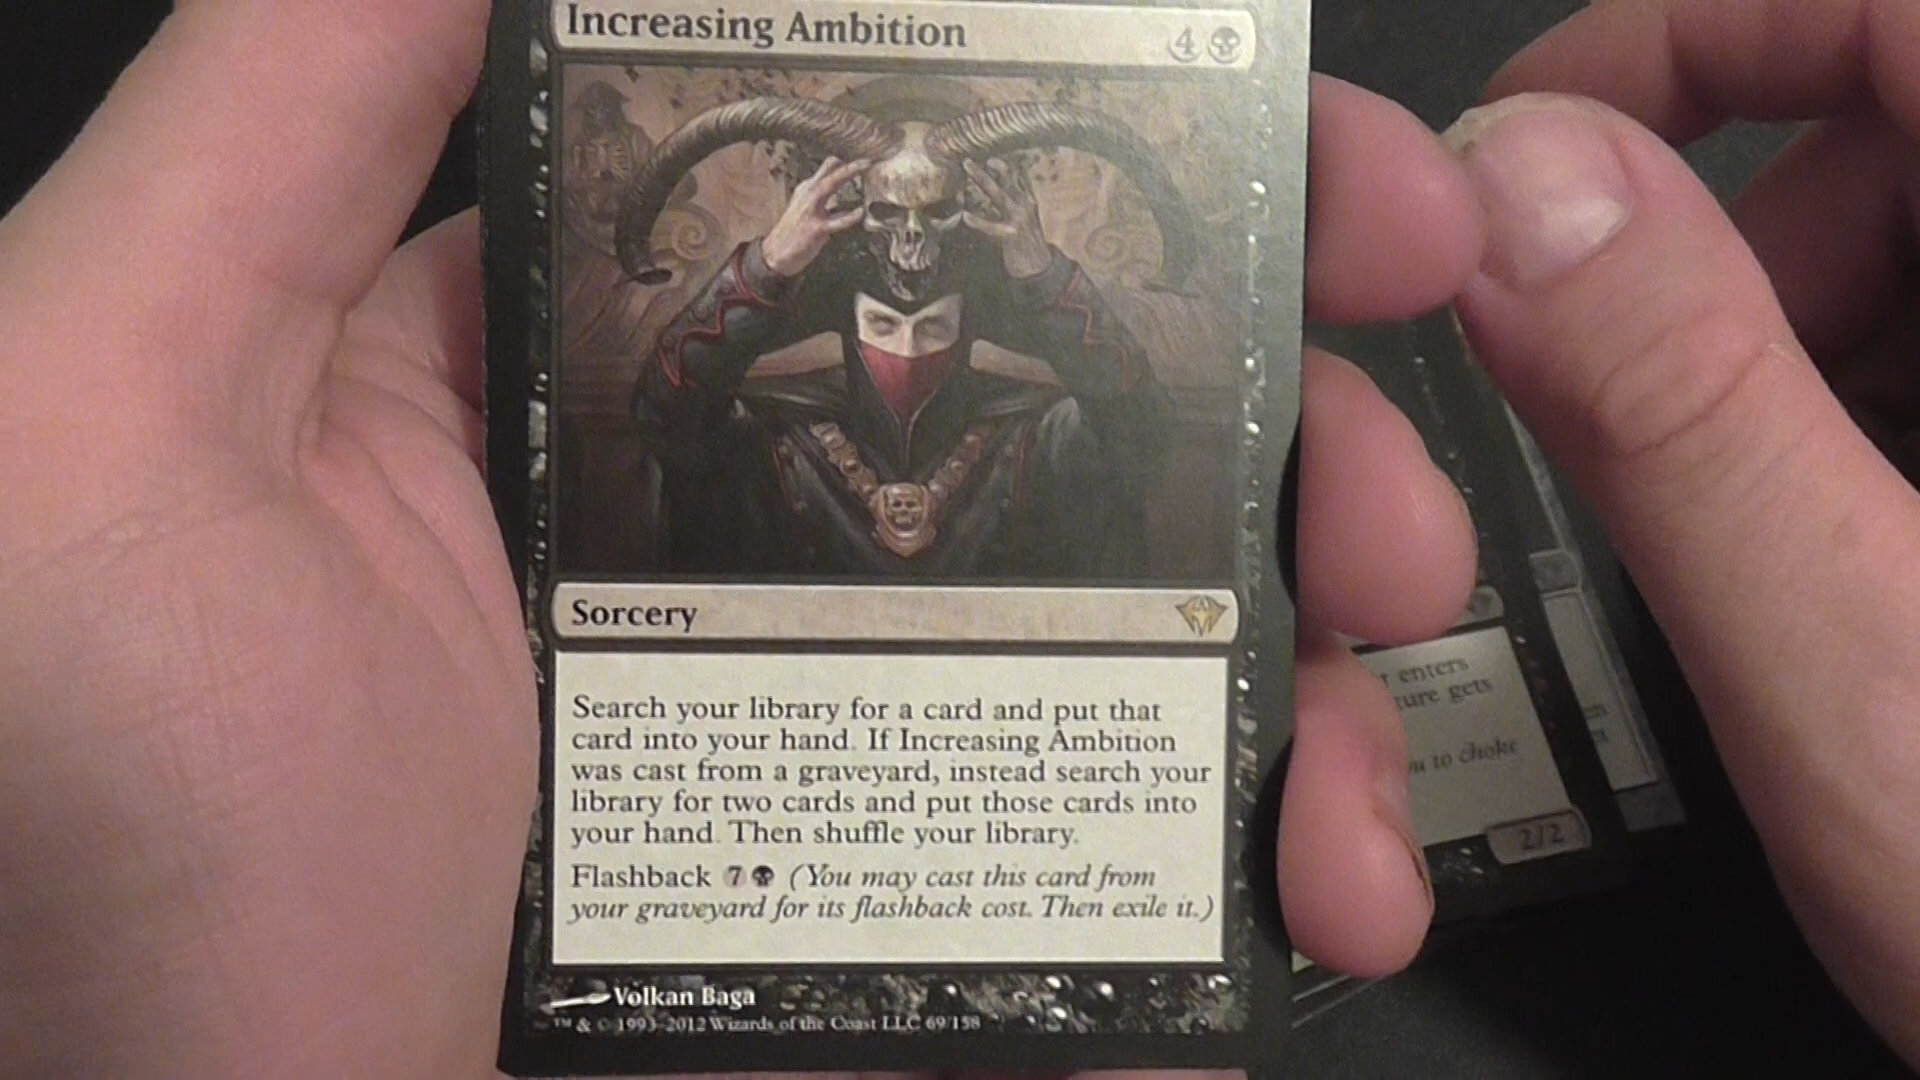 Increasing Ambition 4
Sorcery
Search your library for a card and put that
card into your hand. If Increasing Ambition
was cast from a graveyard, instead search your
library for two cards and put those cards into
your hand. Then shuffle your library.
Flashback 7 (You may cast this card from
your graveyard for its flashback cost. Then exile it.)
Volkan Baga
™ & © 1993-2012 Wizards of the Coast LLC 69/158
enters
gets
to choke
2/2